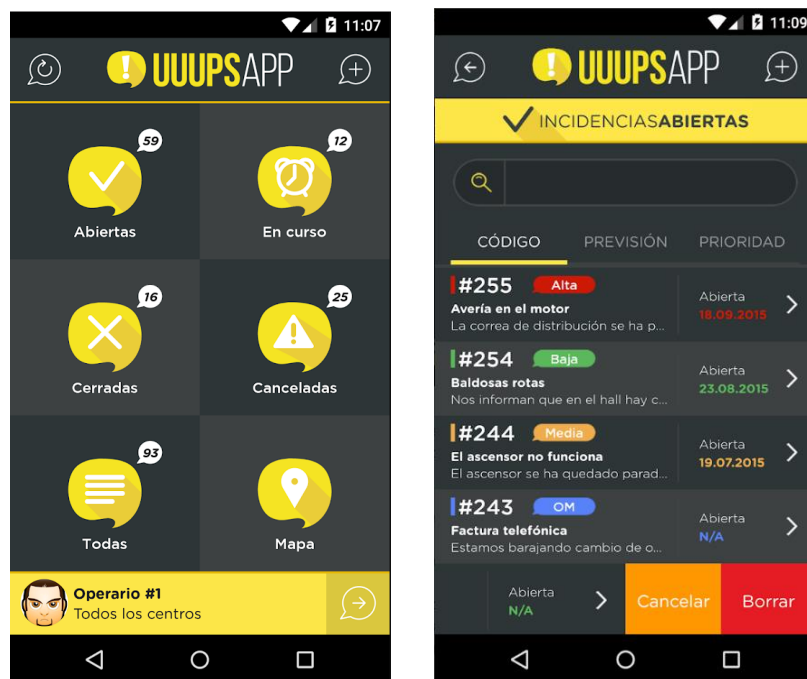 11:07
UUUPSAPP
59
12
Abiertas
En curso
16
25
Cerradas
Canceladas
93
Todas
Mapa
Operario #1
Todos los centros
11:09
UUUPSAPP
INCIDENCIASABIERTAS
CÓDIGO PREVISIÓN PRIORIDAD
#255 Alta
Avería en el motor
La correa de distribución se ha p...
Abierta
18.09.2015
#254 Baja
Baldosas rotas
Nos informan que en el hall hay c...
Abierta
23.08.2015
#244 Media
El ascensor no funciona
El ascensor se ha quedado parad...
Abierta
19.07.2015
#243 OM
Factura telefónica
Estamos barajando cambio de o...
Abierta
N/A
Abierta
N/A
Cancelar
Borrar